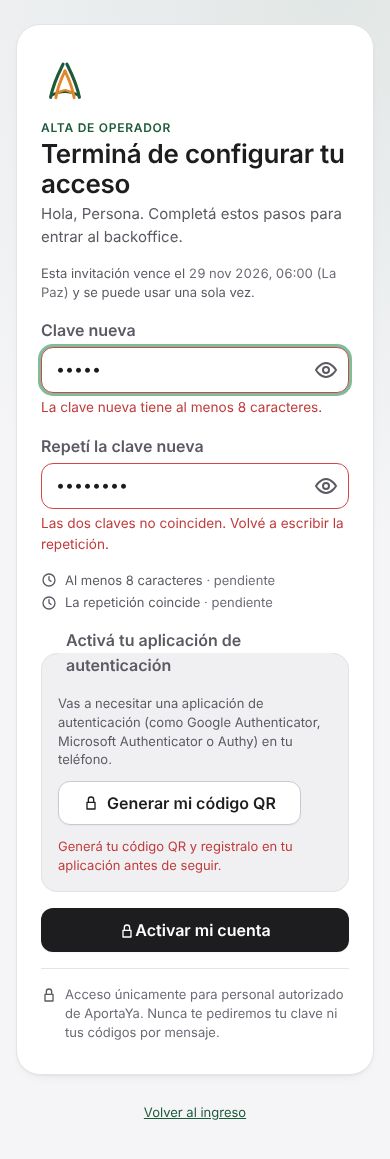 ALTA DE OPERADOR
Terminá de configurar tu
acceso
Hola, Persona. Completá estos pasos para
entrar al backoffice.
Esta invitación vence el 29 nov 2026, 06:00 (La
Paz) y se puede usar una sola vez.
Clave nueva
•••••
La clave nueva tiene al menos 8 caracteres.
Repetí la clave nueva
••••••••
Las dos claves no coinciden. Volvé a escribir la
repetición.
Al menos 8 caracteres · pendiente
La repetición coincide · pendiente
Activá tu aplicación de
autenticación
Vas a necesitar una aplicación de
autenticación (como Google Authenticator,
Microsoft Authenticator o Authy) en tu
teléfono.
Generar mi código QR
Generá tu código QR y registralo en tu
aplicación antes de seguir.
Activar mi cuenta
Acceso únicamente para personal autorizado
de AportaYa. Nunca te pediremos tu clave ni
tus códigos por mensaje.
Volver al ingreso